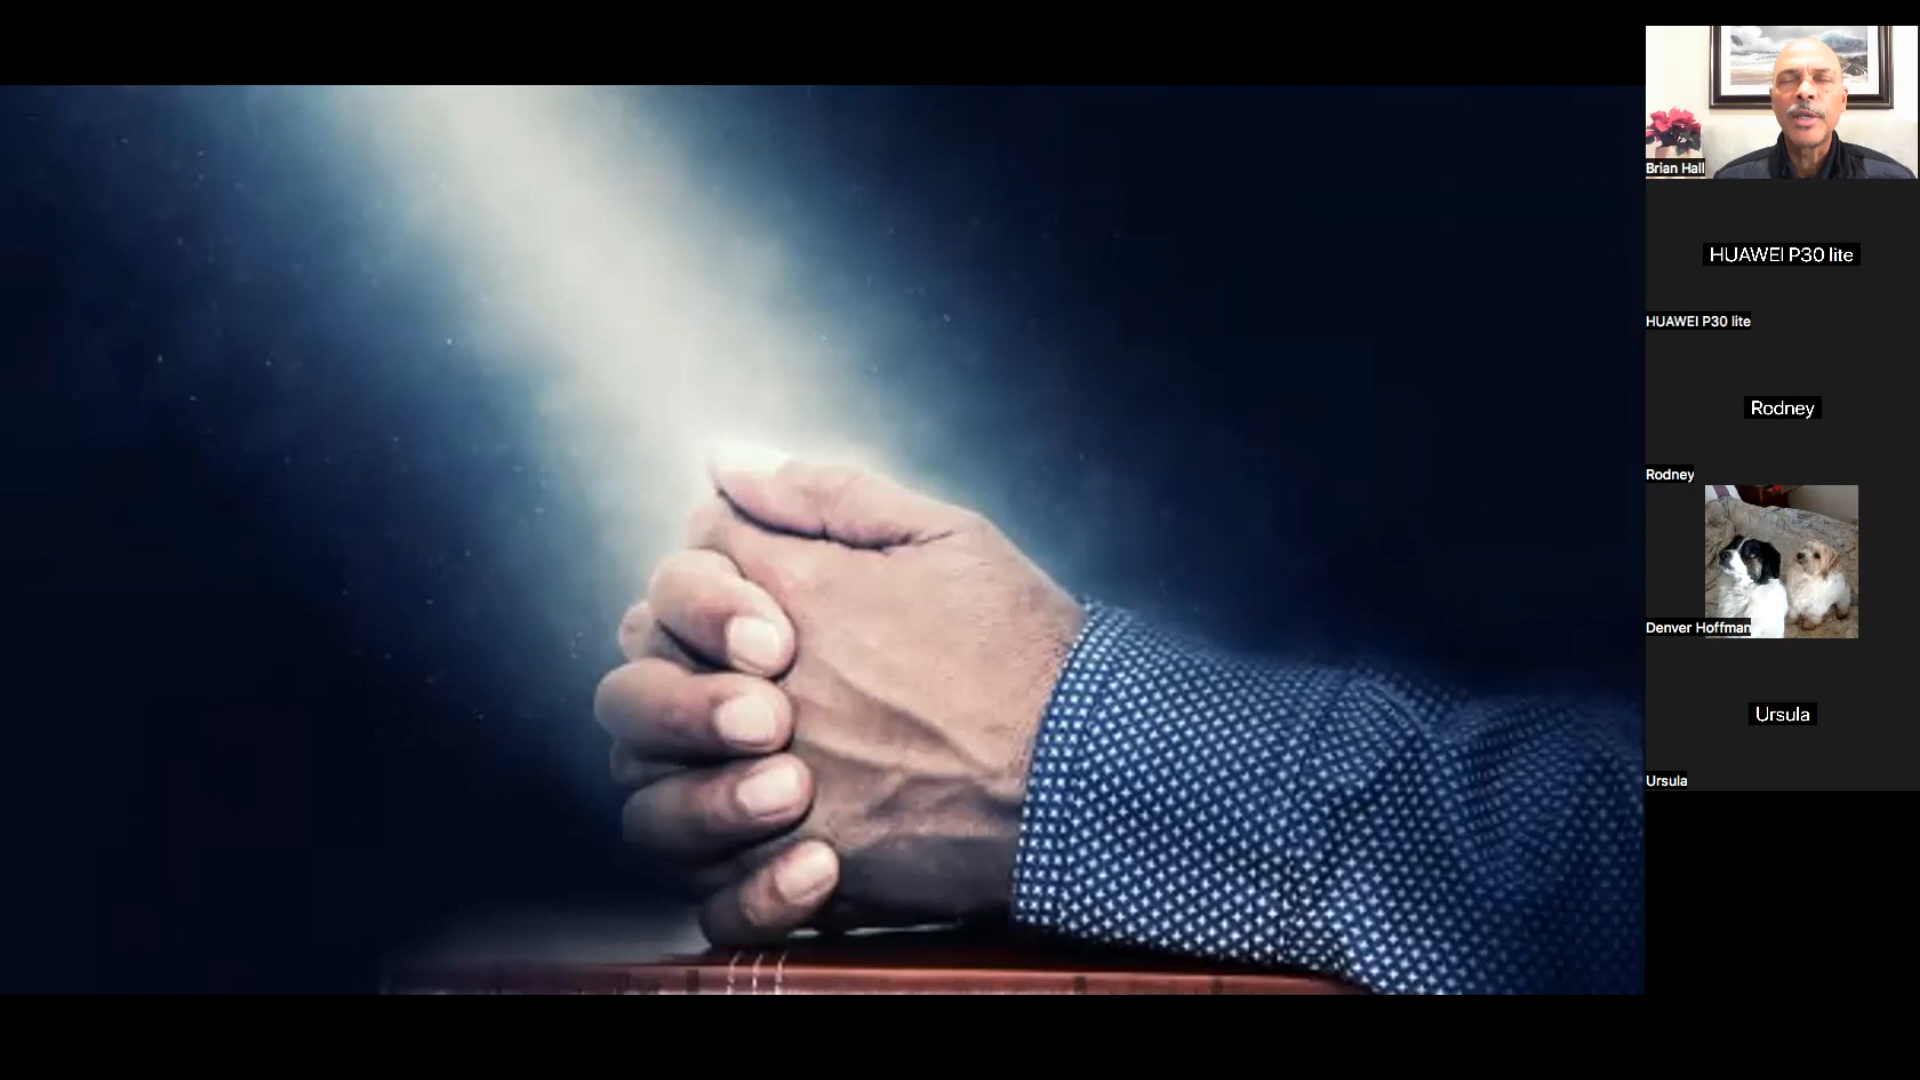 Brian Hall
HUAWEI P30 lite
HUAWEI P30 lite
Rodney
Rodney
Denver Hoffman
Ursula
Ursula